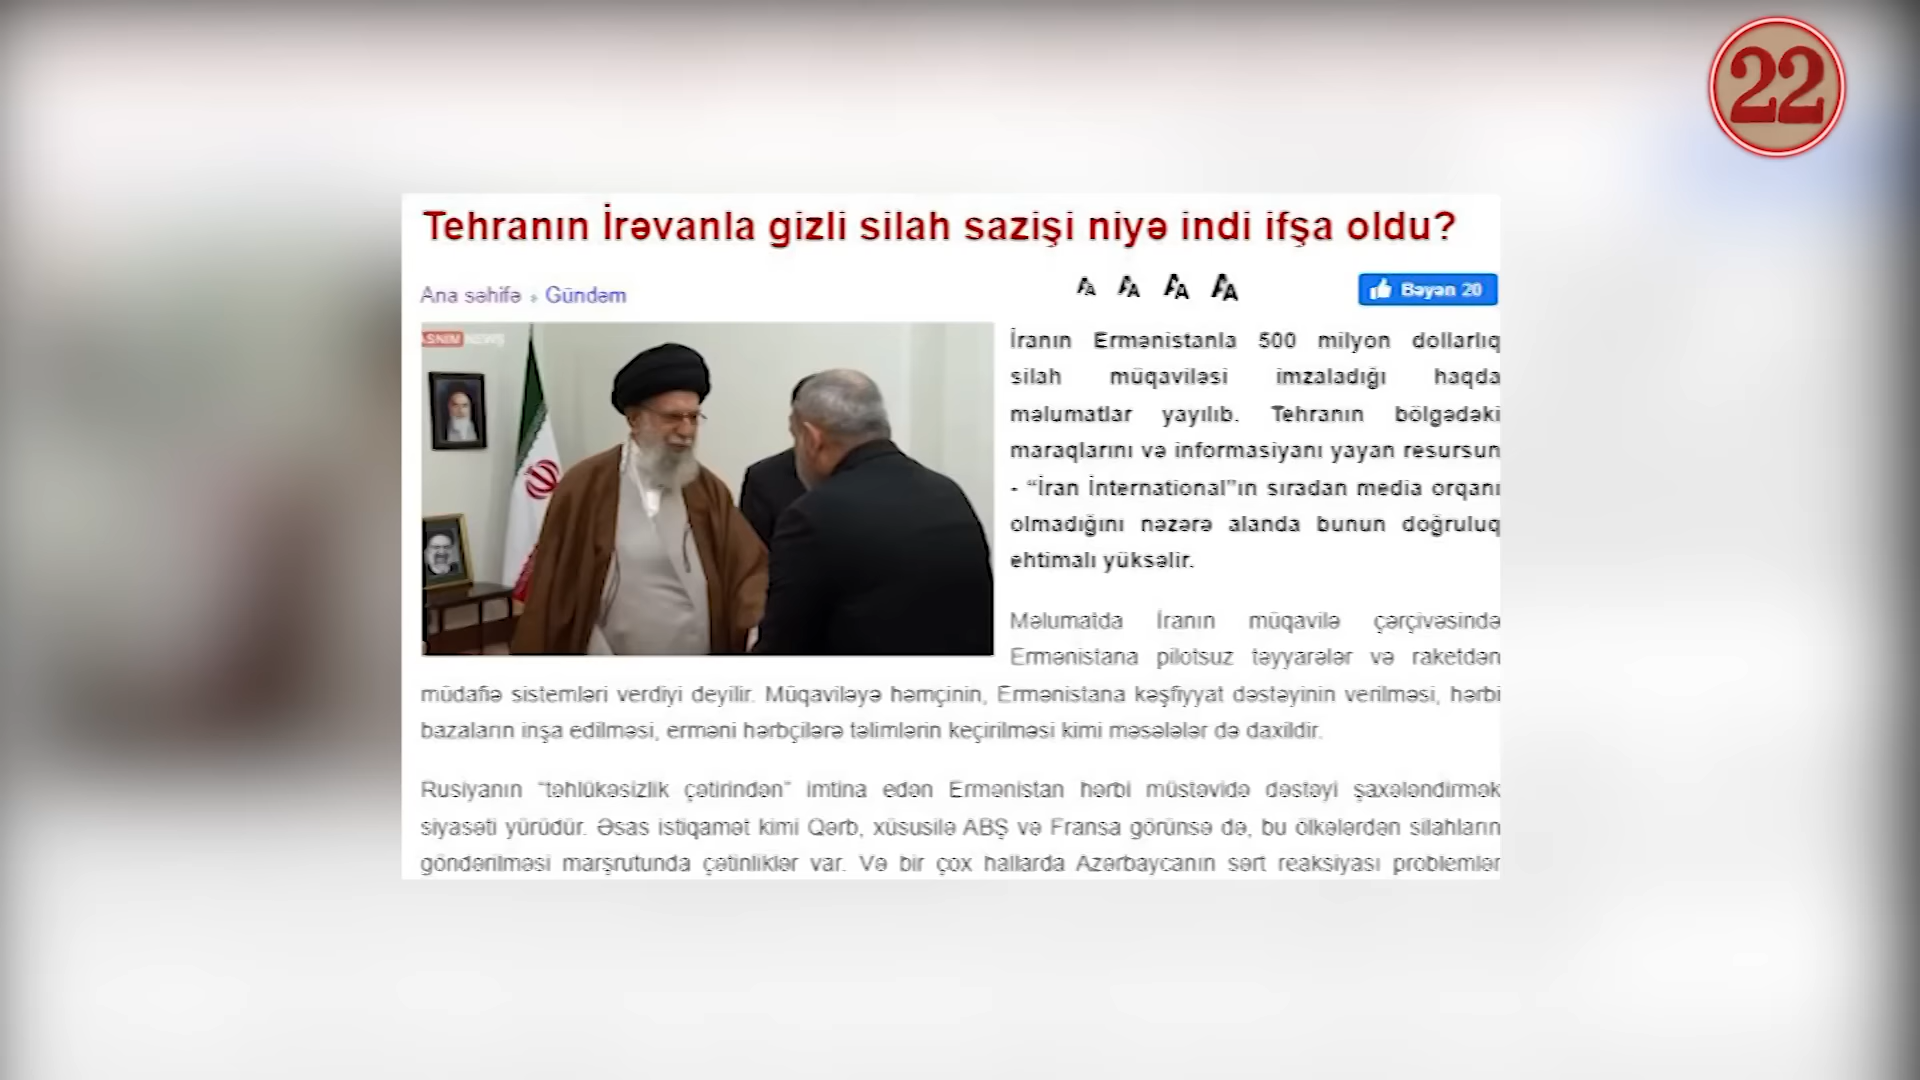 22
Tehranın İrəvanla gizli silah sazişi niyə indi ifşa oldu?
Ana səhifə » Gündəm
A A A A A A A A
Bəyən 20
ASNIM NEWS
İranın Ermənistanla 500 milyon dollarlıq
silah müqaviləsi imzaladığı haqda
məlumatlar yayılıb. Tehranın bölgədəki
maraqlarını və informasiyanı yayan resursun
- “İran İnternational”ın sıradan media orqanı
olmadığını nəzərə alanda bunun doğruluq
ehtimalı yüksəlir.
Məlumatda İranın müqavilə çərçivəsində
Ermənistana pilotsuz təyyarələr və raketdən
müdafiə sistemləri verdiyi deyilir. Müqaviləyə həmçinin, Ermənistana kəşfiyyat dəstəyinin verilməsi, hərbi
bazaların inşa edilməsi, erməni hərbçilərə təlimlərin keçirilməsi kimi məsələlər də daxildir.
Rusiyanın “təhlükəsizlik çətirindən” imtina edən Ermənistan hərbi müstəvidə dəstəyi şaxələndirmək
siyasəti yürüdür. Əsas istiqamət kimi Qərb, xüsusilə ABŞ və Fransa görünsə də, bu ölkələrdən silahların
göndərilməsi marşrutunda çətinliklər var. Və bir çox hallarda Azərbaycanın sərt reaksiyası problemlər